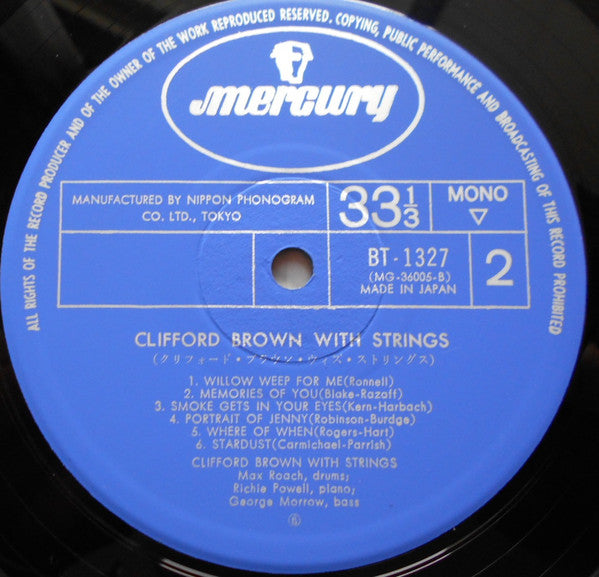 ALL RIGHTS OF THE RECORD PRODUCER AND OF THE OWNER OF THE WORK REPRODUCED RESERVED. COPYING, PUBLIC PERFORMANCE AND BROADCASTING OF THIS RECORD PROHIBITED
mercury
MANUFACTURED BY NIPPON PHONOGRAM
CO. LTD., TOKYO
33 1/3
MONO
▽
BT-1327
(MG-36005-B)
MADE IN JAPAN
2
CLIFFORD BROWN WITH STRINGS
(クリフォード・ブラウン・ウィズ・ストリングス)
1. WILLOW WEEP FOR ME(Ronnell)
2. MEMORIES OF YOU(Blake-Razaff)
3. SMOKE GETS IN YOUR EYES(Kern-Harbach)
4. PORTRAIT OF JENNY(Robinson-Burdge)
5. WHERE OF WHEN(Rogers-Hart)
6. STARDUST(Carmichael-Parrish)
CLIFFORD BROWN WITH STRINGS
Max Roach, drums;
Richie Powell, piano;
George Morrow, bass
⑥